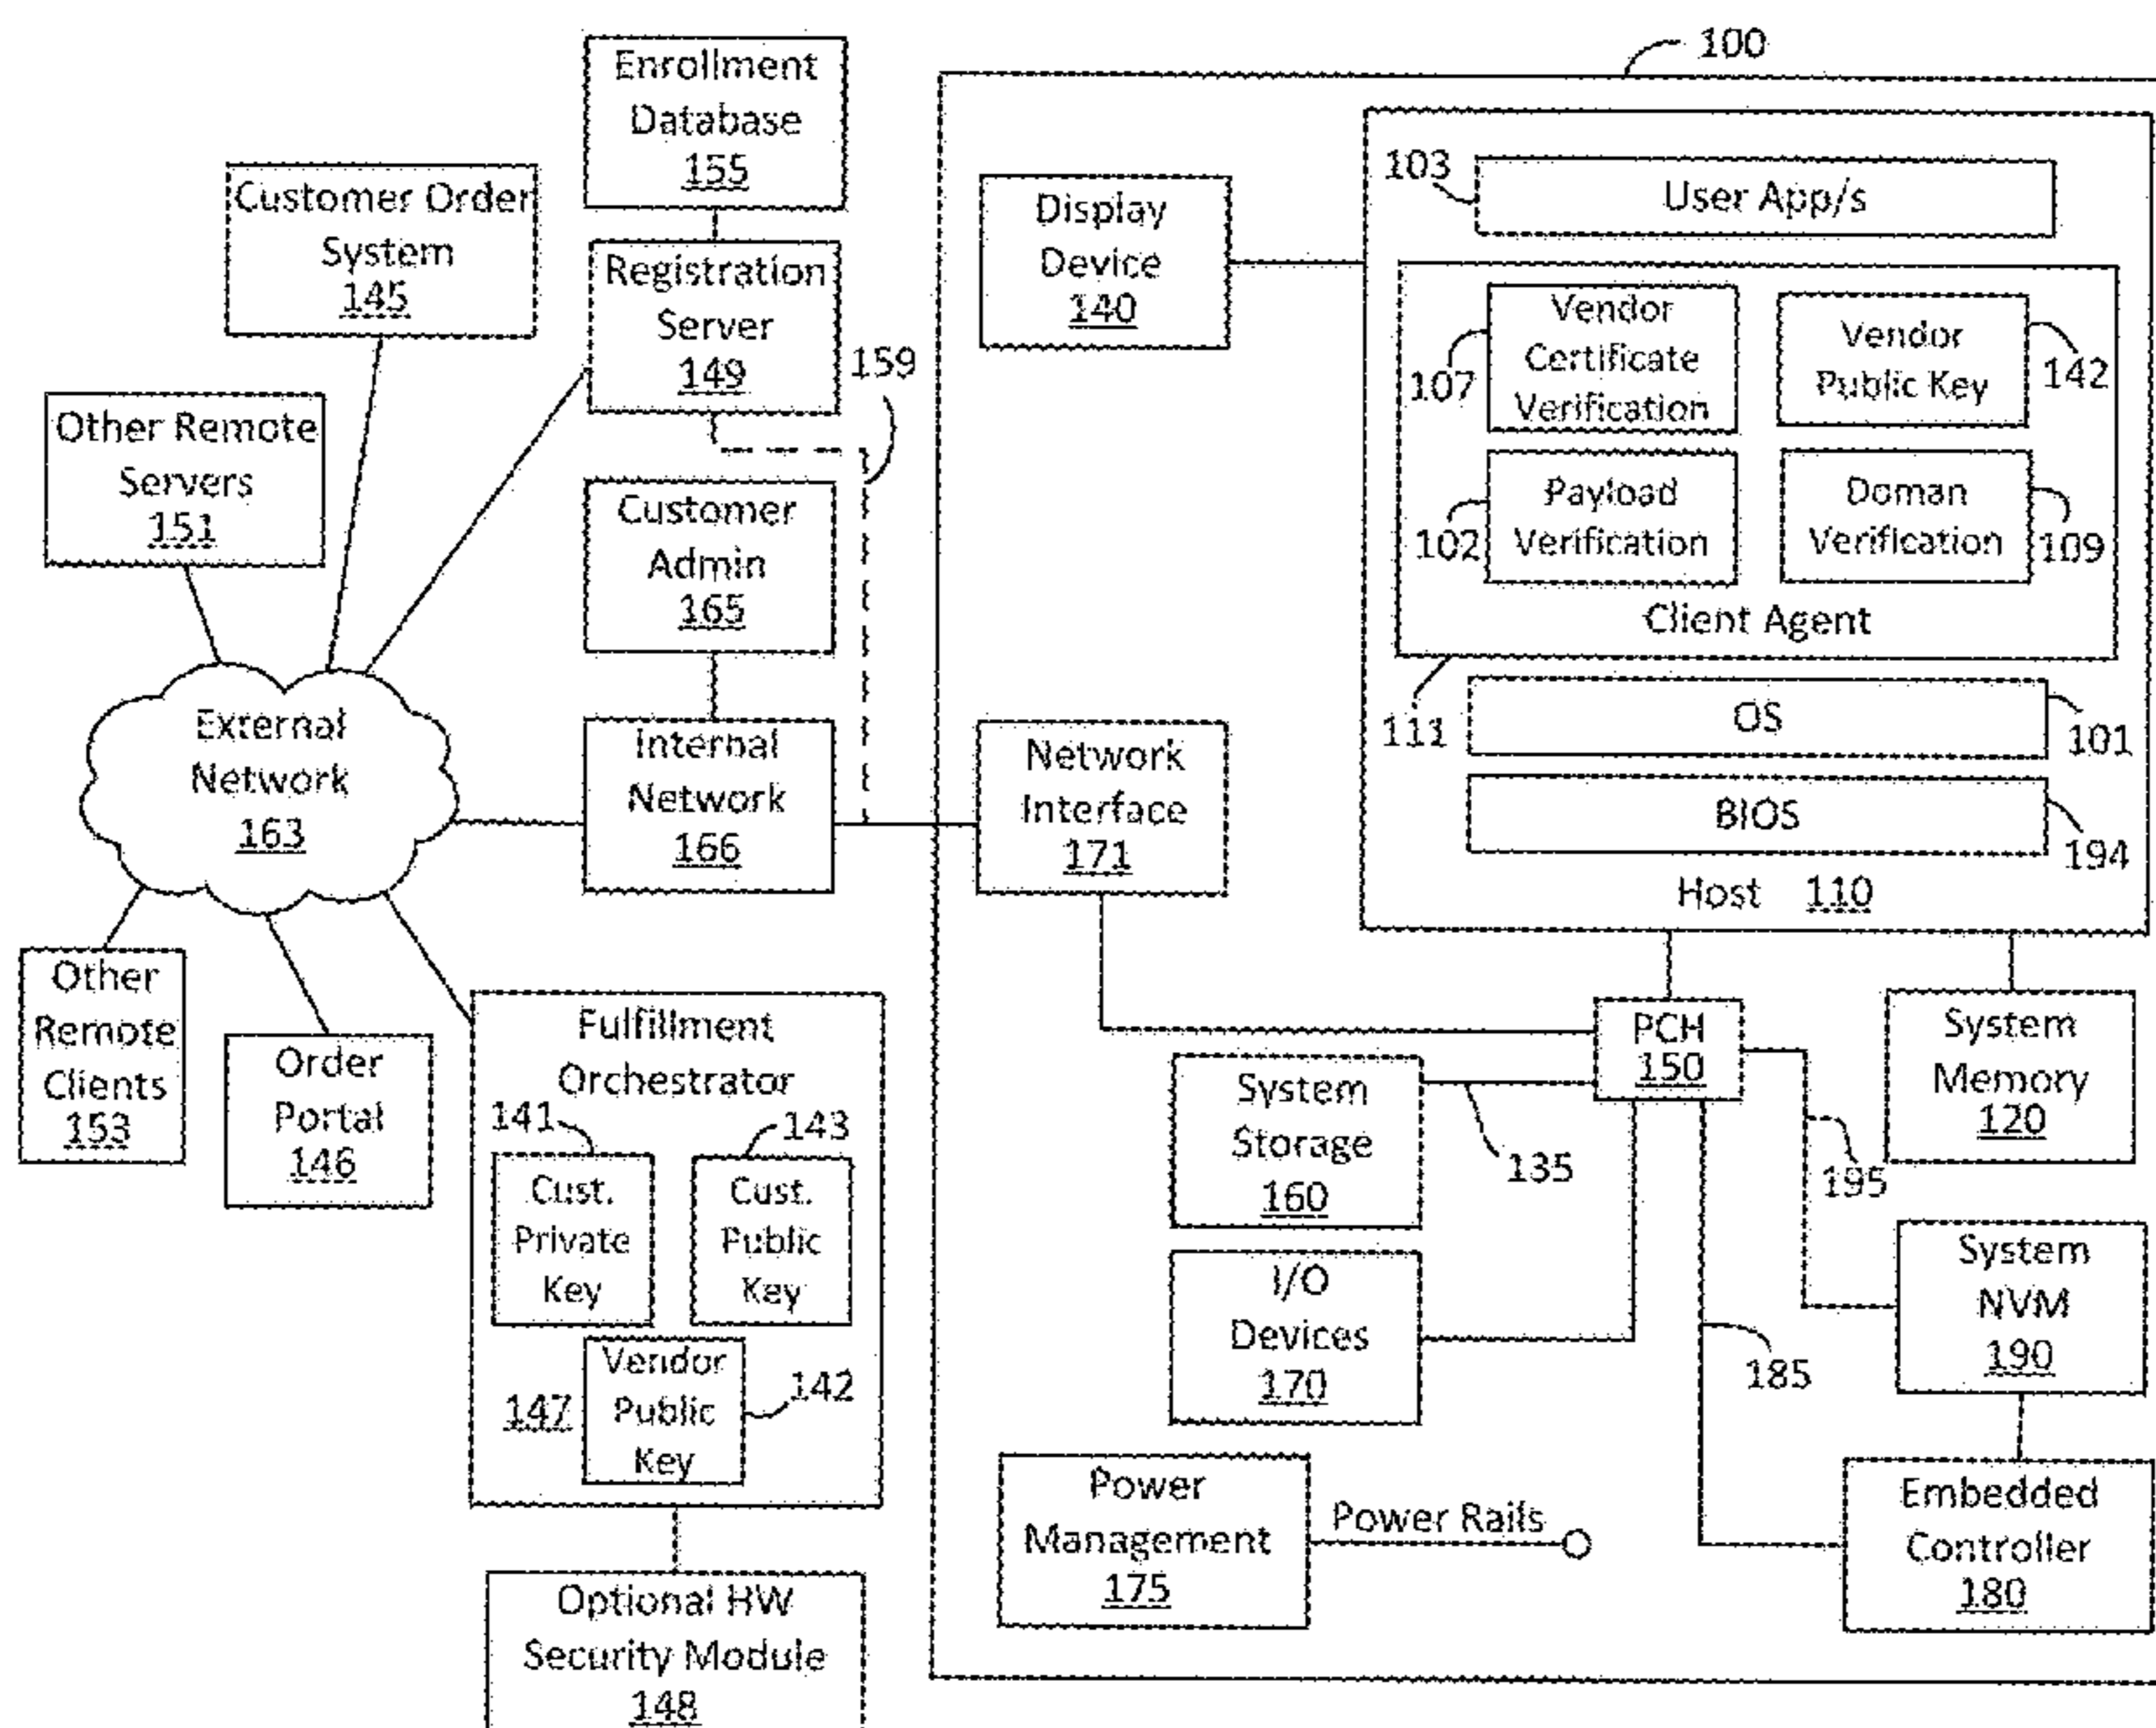 100
Enrollment
Database
155
Customer Order
System
145
Registration
Server
149
159
Other Remote
Servers
151
Customer
Admin
165
External
Network
163
Internal
Network
166
Other
Remote
Clients
153
Order
Portal
146
Fulfillment
Orchestrator
141
143
Cust.
Private
Key
Cust.
Public
Key
147
Vendor
Public
Key
142
Optional HW
Security Module
148
Display
Device
140
103
User App/s
107
Vendor
Certificate
Verification
Vendor
Public Key
142
102
Payload
Verification
Doman
Verification
109
Client Agent
111
OS
101
BIOS
194
Host 110
Network
Interface
171
PCH
150
System
Memory
120
System
Storage
160
135
195
I/O
Devices
170
185
System
NVM
190
Power
Management
175
Power Rails
Embedded
Controller
180